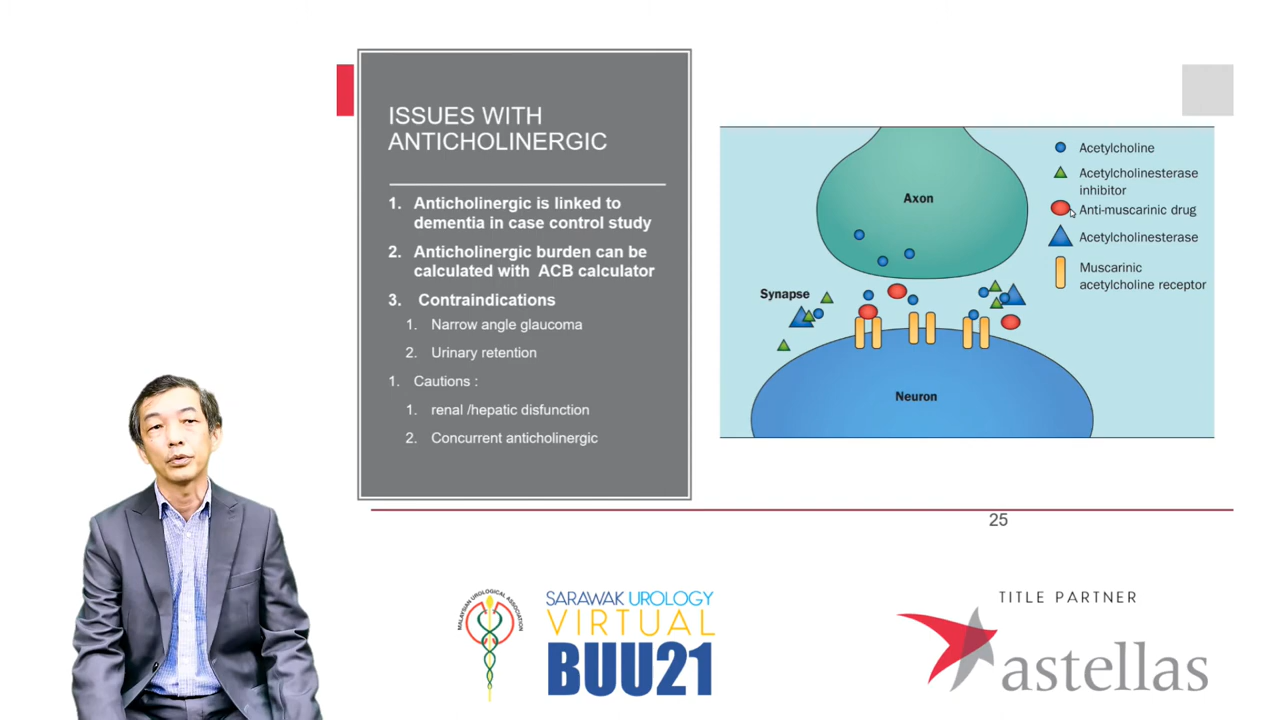 ISSUES WITH
ANTICHOLINERGIC
1. Anticholinergic is linked to
dementia in case control study
2. Anticholinergic burden can be
calculated with ACB calculator
3. Contraindications
1. Narrow angle glaucoma
2. Urinary retention
1. Cautions :
1. renal /hepatic disfunction
2. Concurrent anticholinergic
Axon
Synapse
Neuron
Acetylcholine
Acetylcholinesterase
inhibitor
Anti-muscarinic drug
Acetylcholinesterase
Muscarinic
acetylcholine receptor
25
MALAYSIAN UROLOGICAL ASSOCIATION
SARAWAK UROLOGY
VIRTUAL
BUU21
TITLE PARTNER
astellas